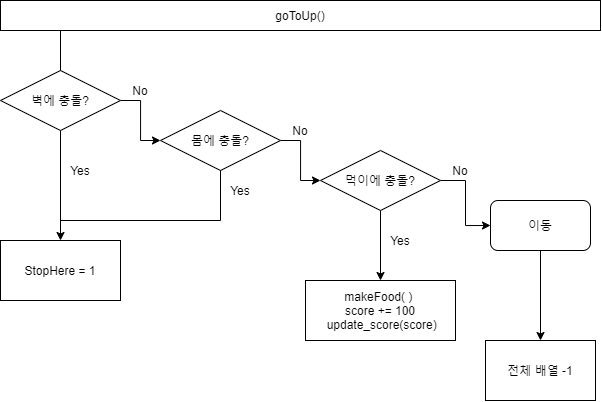 goToUp()
벽에 충돌?
No
몸에 충돌?
No
Yes
먹이에 충돌?
No
Yes
이동
Yes
StopHere = 1
makeFood( )
score += 100
update_score(score)
전체 배열 -1